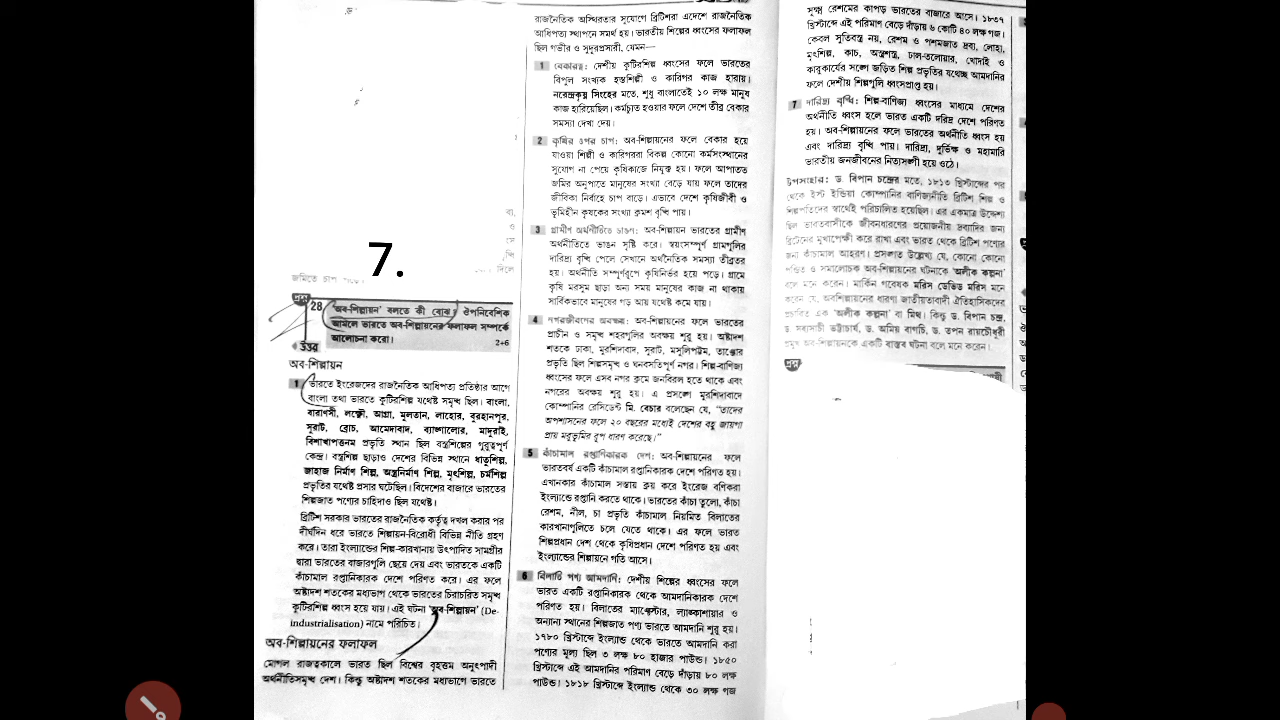 7.
জমিতে চাপ
প্রশ্ন 28 'অব-শিল্পায়ন' বলতে কী বোঝ? ঔপনিবেশিক
আমলে ভারতে অব-শিল্পায়নের ফলাফল সম্পর্কে
আলোচনা করো। 2+6
উত্তর
অব-শিল্পায়ন
1 ভারতে ইংরেজদের রাজনৈতিক আধিপত্য প্রতিষ্ঠার আগে
বাংলা তথা ভারতে কুটিরশিল্প যথেষ্ট সমৃদ্ধ ছিল। বাংলা,
বারাণসী, লক্ষ্ণৌ, আগ্রা, মুলতান, লাহোর, বুরহানপুর,
সুরাট, ব্রোচ, আমেদাবাদ, ব্যাঙ্গালোর, মাদুরাই,
বিশাখাপত্তনম প্রভৃতি স্থান ছিল বস্ত্রশিল্পের গুরুত্বপূর্ণ
কেন্দ্র। বস্ত্রশিল্প ছাড়াও দেশের বিভিন্ন স্থানে ধাতুশিল্প,
জাহাজ নির্মাণ শিল্প, অস্ত্রনির্মাণ শিল্প, মৃৎশিল্প, চর্মশিল্প
প্রভৃতির যথেষ্ট প্রসার ঘটেছিল। বিদেশের বাজারে ভারতের
শিল্পজাত পণ্যের চাহিদাও ছিল যথেষ্ট।
ব্রিটিশ সরকার ভারতের রাজনৈতিক কর্তৃত্ব দখল করার পর
দীর্ঘদিন ধরে ভারতে শিল্পায়ন-বিরোধী বিভিন্ন নীতি গ্রহণ
করে। তারা ইংল্যান্ডের শিল্প-কারখানায় উৎপাদিত সামগ্রীর
দ্বারা ভারতের বাজারগুলি ছেয়ে দেয় এবং ভারতকে একটি
কাঁচামাল রপ্তানিকারক দেশে পরিণত করে। এর ফলে
অষ্টাদশ শতকের মধ্যভাগ থেকে ভারতের চিরাচরিত সমৃদ্ধ
কুটিরশিল্প ধ্বংস হয়ে যায়। এই ঘটনা 'অব-শিল্পায়ন' (De-
industrialisation) নামে পরিচিত।
অব-শিল্পায়নের ফলাফল
মোগল রাজত্বকালে ভারত ছিল বিশ্বের বৃহত্তম অনুৎপাদী
অর্থনীতিসমৃদ্ধ দেশ। কিন্তু অষ্টাদশ শতকের মধ্যভাগে ভারতে
রাজনৈতিক অস্থিরতার সুযোগে ব্রিটিশরা এদেশে রাজনৈতিক
আধিপত্য স্থাপনে সমর্থ হয়। ভারতীয় শিল্পের ধ্বংসের ফলাফল
ছিল গভীর ও সুদূরপ্রসারী, যেমন—
1 বেকারত্ব: দেশীয় কুটিরশিল্প ধ্বংসের ফলে ভারতের
বিপুল সংখ্যক হস্তশিল্পী ও কারিগর কাজ হারায়।
নরেন্দ্রকৃষ্ণ সিংহের মতে, শুধু বাংলাতেই ১০ লক্ষ মানুষ
কাজ হারিয়েছিল। কর্মচ্যুত হওয়ার ফলে দেশে তীব্র বেকার
সমস্যা দেখা দেয়।
2 কৃষির ওপর চাপ: অব-শিল্পায়নের ফলে বেকার হয়ে
যাওয়া শিল্পী ও কারিগররা বিকল্প কোনো কর্মসংস্থানের
সুযোগ না পেয়ে কৃষিকাজে নিযুক্ত হয়। ফলে আপাতত
জমির অনুপাতে মানুষের সংখ্যা বেড়ে যায় ফলে তাদের
জীবিকা নির্বাহে চাপ বাড়ে। এভাবে দেশে কৃষিজীবী ও
ভূমিহীন কৃষকের সংখ্যা ক্রমশ বৃদ্ধি পায়।
3 গ্রামীণ অর্থনীতিতে ভাঙন: অব-শিল্পায়ন ভারতের গ্রামীণ
অর্থনীতিতে ভাঙন সৃষ্টি করে। স্বয়ংসম্পূর্ণ গ্রামগুলির
দারিদ্র্য বৃদ্ধি পেলে সেখানে অর্থনৈতিক সমস্যা তীব্রতর
হয়। অর্থনীতি সম্পূর্ণরূপে কৃষিনির্ভর হয়ে পড়ে। গ্রামে
কৃষি মরসুম ছাড়া অন্য সময় মানুষের কাজ না থাকায়
সার্বিকভাবে মানুষের গড় আয় যথেষ্ট কমে যায়।
4 নগরজীবনের অবক্ষয়: অব-শিল্পায়নের ফলে ভারতের
প্রাচীন ও সমৃদ্ধ শহরগুলির অবক্ষয় শুরু হয়। অষ্টাদশ
শতকে ঢাকা, মুরশিদাবাদ, সুরাট, মসুলিপট্টম, তাঞ্জোর
প্রভৃতি ছিল শিল্পসমৃদ্ধ ও ঘনবসতিপূর্ণ নগর। শিল্প-বাণিজ্য
ধ্বংসের ফলে এসব নগর ক্রমে জনবিরল হতে থাকে এবং
নগরের অবক্ষয় শুরু হয়। এ প্রসঙ্গে মুরশিদাবাদে
কোম্পানির রেসিডেন্ট মি. বেচার বলেছেন যে, “তাদের
অপশাসনের ফলে ২০ বছরের মধ্যেই দেশের বহু জায়গা
প্রায় মরুভূমির রূপ ধারণ করেছে।”
5 কাঁচামাল রপ্তানিকারক দেশ: অব-শিল্পায়নের ফলে
ভারতবর্ষ একটি কাঁচামাল রপ্তানিকারক দেশে পরিণত হয়।
এখানকার কাঁচামাল সস্তায় ক্রয় করে ইংরেজ বণিকরা
ইংল্যান্ডে রপ্তানি করতে থাকে। ভারতের কাঁচা তুলো, কাঁচা
রেশম, নীল, চা প্রভৃতি কাঁচামাল নিয়মিত বিলাতের
কারখানাগুলিতে চলে যেতে থাকে। এর ফলে ভারত
শিল্পপ্রধান দেশ থেকে কৃষিপ্রধান দেশে পরিণত হয় এবং
ইংল্যান্ডের শিল্পায়নে গতি আসে।
6 বিলাতি পণ্য আমদানি: দেশীয় শিল্পের ধ্বংসের ফলে
ভারত একটি রপ্তানিকারক থেকে আমদানিকারক দেশে
পরিণত হয়। বিলাতের ম্যাঞ্চেস্টার, ল্যাঙ্কাশায়ার ও
অন্যান্য স্থানের শিল্পজাত পণ্য ভারতে আমদানি শুরু হয়।
১৭৮০ খ্রিস্টাব্দে ইংল্যান্ড থেকে ভারতে আমদানি করা
পণ্যের মূল্য ছিল ৩ লক্ষ ৮০ হাজার পাউন্ড। ১৮৫০
খ্রিস্টাব্দে এই আমদানির পরিমাণ বেড়ে দাঁড়ায় ৮০ লক্ষ
পাউন্ড। ১৮১৮ খ্রিস্টাব্দে ইংল্যান্ড থেকে ৩০ লক্ষ গজ
সূক্ষ্ম রেশমের কাপড় ভারতের বাজারে আসে। ১৮৩৭
খ্রিস্টাব্দে এই পরিমাণ বেড়ে দাঁড়ায় ৬ কোটি ৪০ লক্ষ গজ।
কেবল সুতিবস্ত্র নয়, রেশম ও পশমজাত দ্রব্য, লোহা,
মৃৎশিল্প, কাচ, অস্ত্রশস্ত্র, ঢাল-তলোয়ার, খোদাই ও
কারুকার্যের সঙ্গে জড়িত শিল্প প্রভৃতির যথেচ্ছ আমদানির
ফলে দেশীয় শিল্পগুলি ধ্বংসপ্রাপ্ত হয়।
7 দারিদ্র্য বৃদ্ধি: শিল্প-বাণিজ্য ধ্বংসের মাধ্যমে দেশের
অর্থনীতি ধ্বংস হলে ভারত একটি দরিদ্র দেশে পরিণত
হয়। অব-শিল্পায়নের ফলে ভারতের অর্থনীতি ধ্বংস হয়
এবং দারিদ্র্য বৃদ্ধি পায়। দারিদ্র্য, দুর্ভিক্ষ ও মহামারি
ভারতীয় জনজীবনের নিত্যসঙ্গী হয়ে ওঠে।
উপসংহার: ড. বিপান চন্দ্রের মতে, ১৮১৩ খ্রিস্টাব্দের পর
থেকে ইস্ট ইন্ডিয়া কোম্পানির বাণিজ্যনীতি ব্রিটিশ শিল্প ও
শিল্পপতিদের স্বার্থেই পরিচালিত হয়েছিল। এর একমাত্র উদ্দেশ্য
ছিল ভারতবাসীকে জীবনধারণের প্রয়োজনীয় দ্রব্যাদির জন্য
ব্রিটেনের মুখাপেক্ষী করে রাখা এবং ভারত থেকে ব্রিটিশ পণ্যের
জন্য কাঁচামাল আহরণ। প্রসঙ্গত উল্লেখ্য যে, কোনো কোনো
পণ্ডিত ও সমালোচক অব-শিল্পায়নের ঘটনাকে 'অলীক কল্পনা'
বলে মনে করেন। মার্কিন গবেষক মরিস ডেভিড মরিস মনে
করেন যে, অবশিল্পায়নের ধারণা জাতীয়তাবাদী ঐতিহাসিকদের
প্রচারিত এক 'অলীক কল্পনা' বা মিথ। কিন্তু ড. বিপান চন্দ্র,
ড. সব্যসাচী ভট্টাচার্য, ড. অমিয় বাগচি, ড. তপন রায়চৌধুরী
প্রমুখ অব-শিল্পায়নকে একটি বাস্তব ঘটনা বলে মনে করেন।
প্রশ্ন